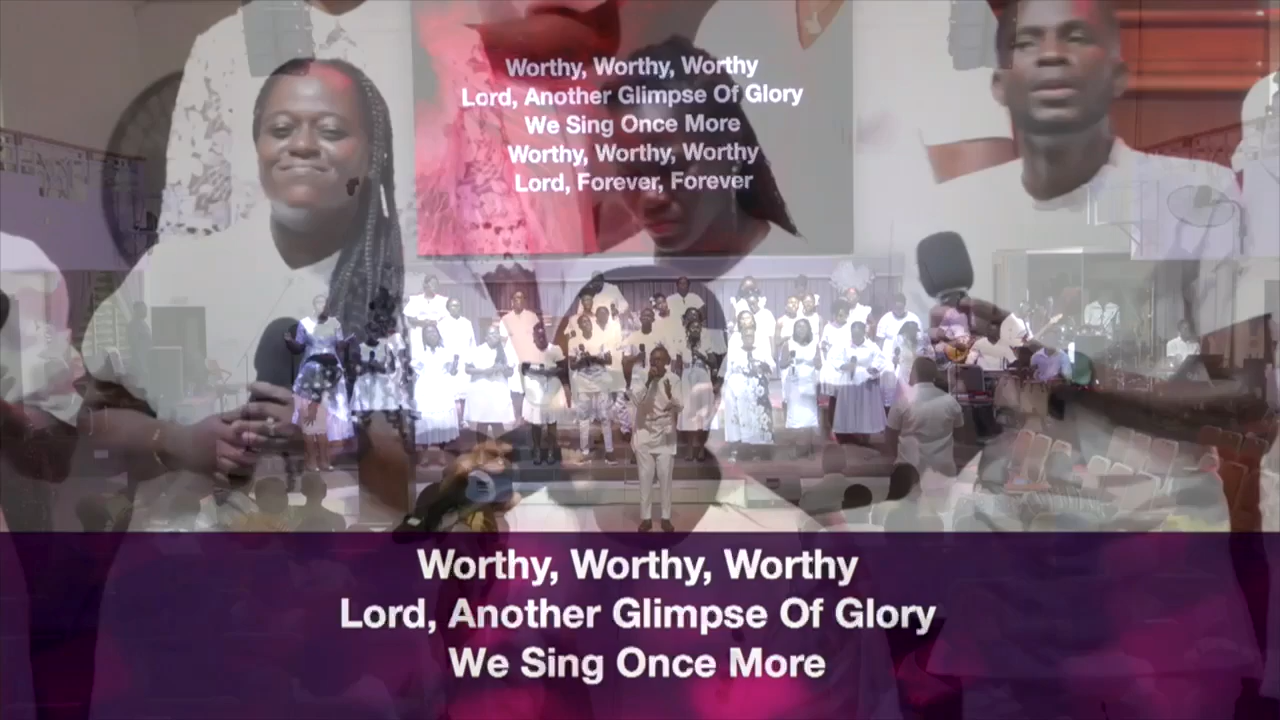 Worthy, Worthy, Worthy
Lord, Another Glimpse Of Glory
We Sing Once More
Worthy, Worthy, Worthy
Lord, Forever, Forever
Worthy, Worthy, Worthy
Lord, Another Glimpse Of Glory
We Sing Once More